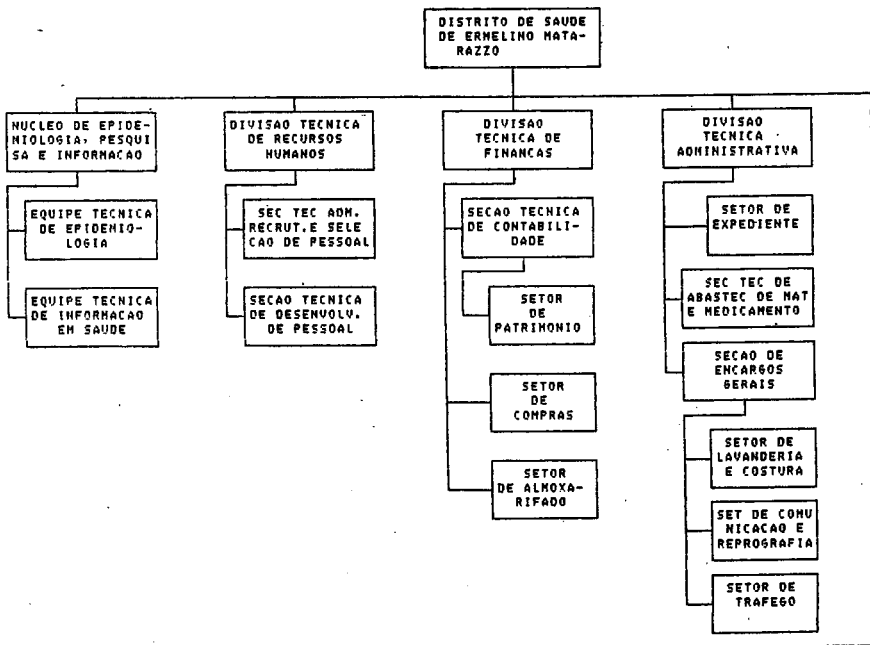 DISTRITO DE SAUDE
DE ERMELINO MATA-
RAZZO
NUCLEO DE EPIDE-
MIOLOGIA, PESQUI
SA E INFORMACAO
DIVISAO TECNICA
DE RECURSOS
HUMANOS
DIVISAO
TECNICA DE
FINANCAS
DIVISAO
TECNICA
ADMINISTRATIVA
EQUIPE TECNICA
DE EPIDEMIO-
LOGIA
SEC TEC ADM.
RECRUT.E SELE
CAO DE PESSOAL
SECAO TECNICA
DE CONTABILI-
DADE
SETOR DE
EXPEDIENTE
EQUIPE TECNICA
DE INFORMACAO
EM SAUDE
SECAO TECNICA
DE DESENVOLV.
DE PESSOAL
SETOR
DE
PATRIMONIO
SEC TEC DE
ABASTEC DE MAT
E MEDICAMENTO
SETOR
DE
COMPRAS
SECAO DE
ENCARGOS
GERAIS
SETOR
DE ALMOXA-
RIFADO
SETOR DE
LAVANDERIA
E COSTURA
SET DE COMU
NICACAO E
REPROGRAFIA
SETOR DE
TRAFEGO